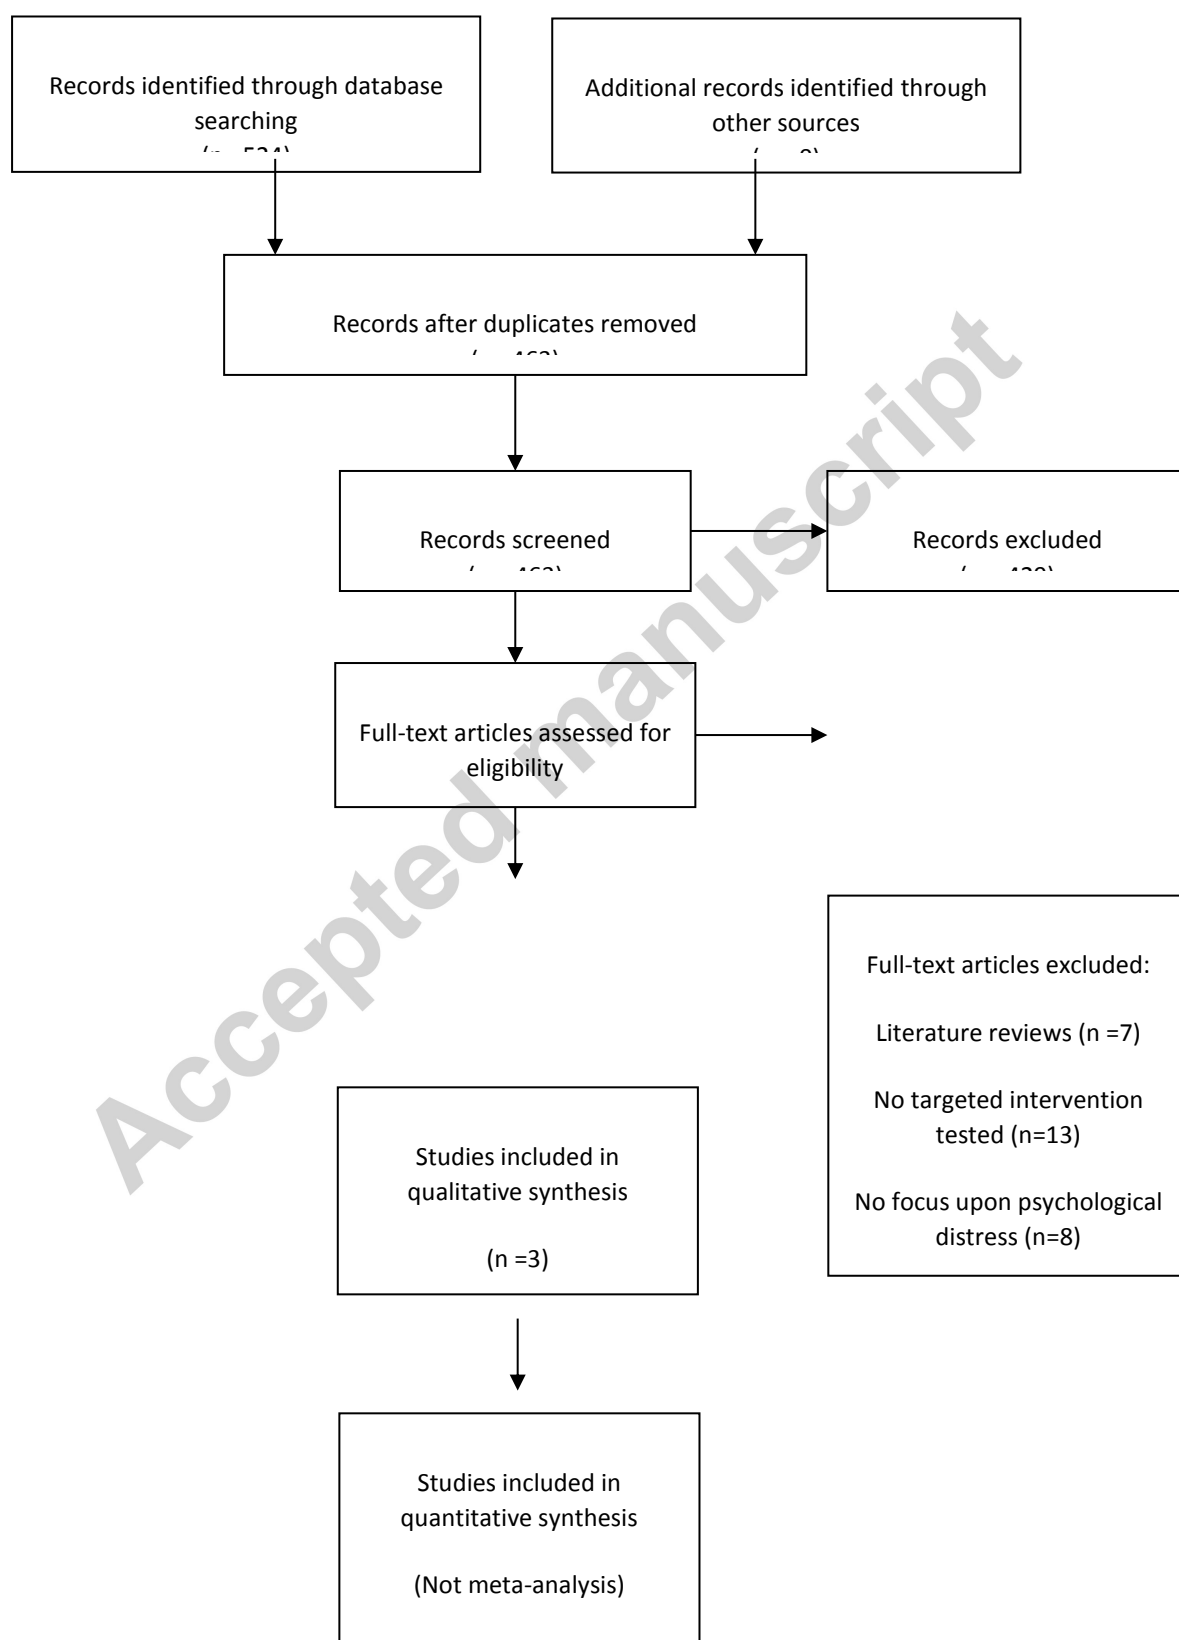 Records identified through database
searching
Additional records identified through
other sources
Records after duplicates removed
Records screened
Records excluded
Full-text articles assessed for
eligibility
Full-text articles excluded:
Literature reviews (n =7)
No targeted intervention
tested (n=13)
No focus upon psychological
distress (n=8)
Studies included in
qualitative synthesis
(n =3)
Studies included in
quantitative synthesis
(Not meta-analysis)
Accepted manuscript